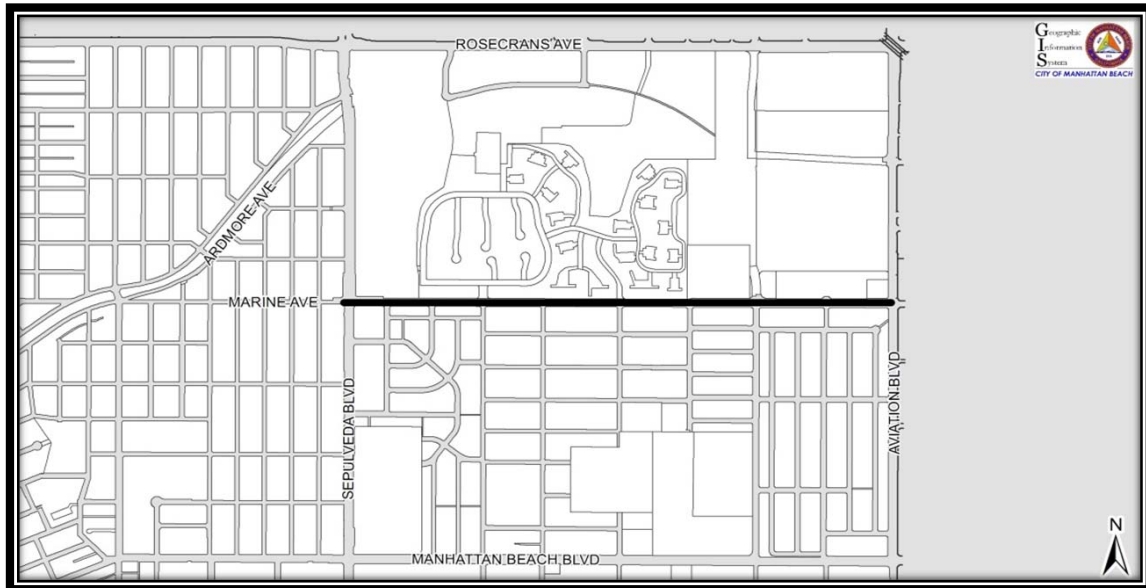 ROSECRANS AVE
Geographic
Information
System
CITY OF MANHATTAN BEACH
ARDMORE AVE
MARINE AVE
SEPULVEDA BLVD
AVIATION BLVD
MANHATTAN BEACH BLVD
N